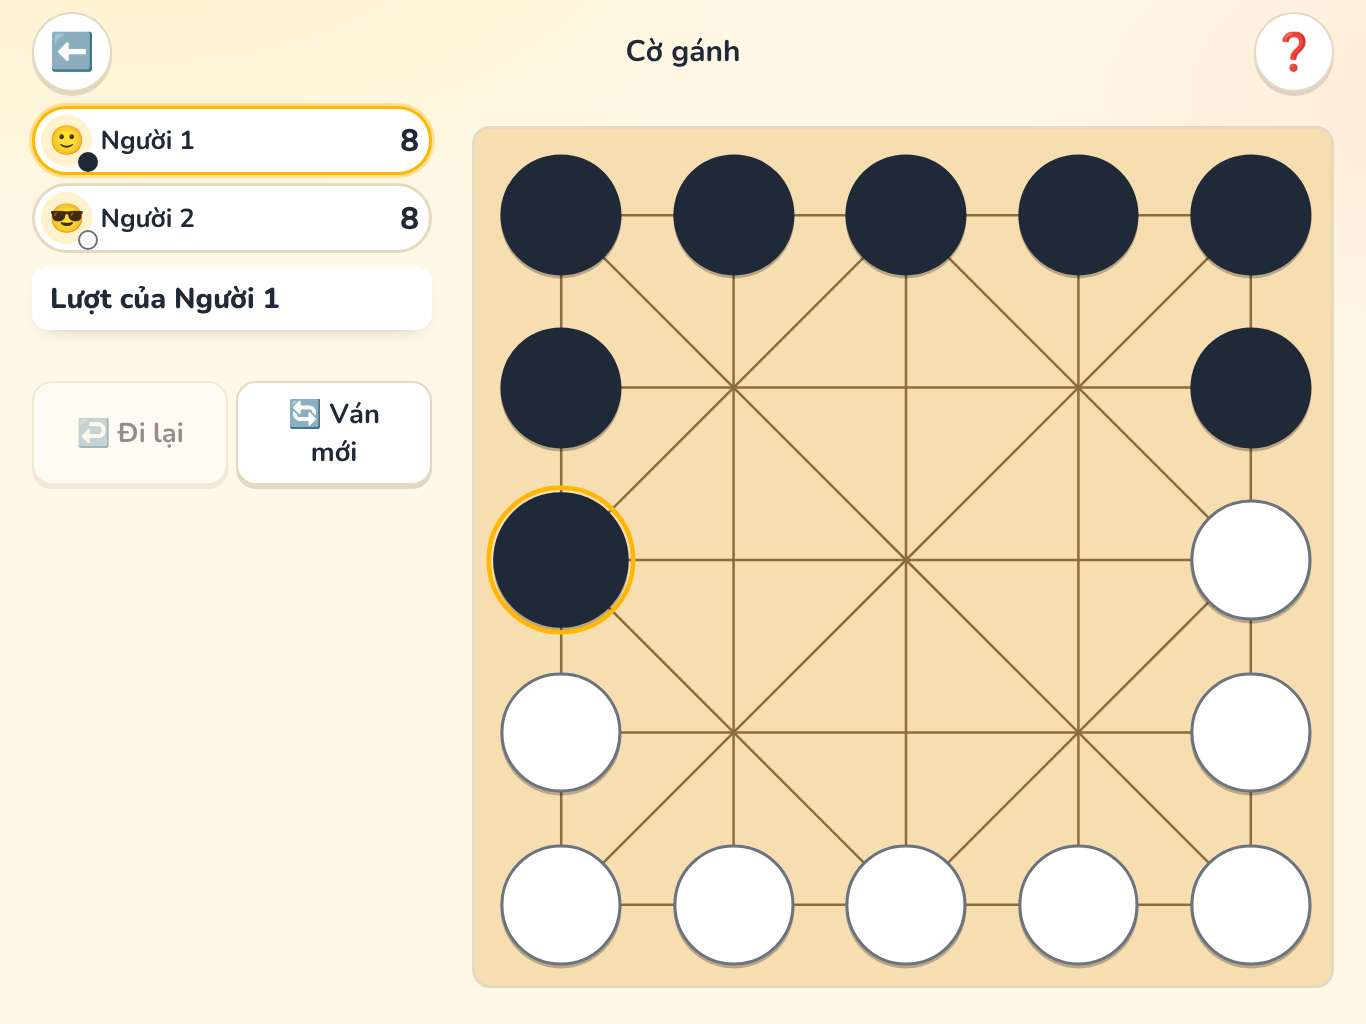 Cờ gánh
Người 1 8
Người 2 8
Lượt của Người 1
Đi lại
Ván
mới